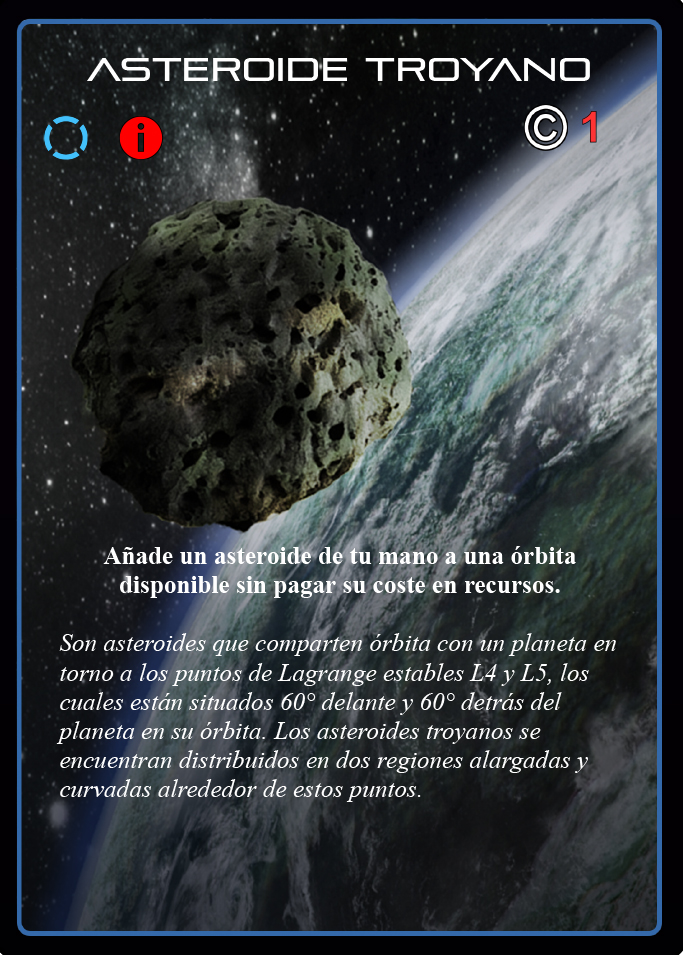 ASTEROIDE TROYANO
i © 1
Añade un asteroide de tu mano a una órbita
disponible sin pagar su coste en recursos.
Son asteroides que comparten órbita con un planeta en
torno a los puntos de Lagrange estables L4 y L5, los
cuales están situados 60° delante y 60° detrás del
planeta en su órbita. Los asteroides troyanos se
encuentran distribuidos en dos regiones alargadas y
curvadas alrededor de estos puntos.